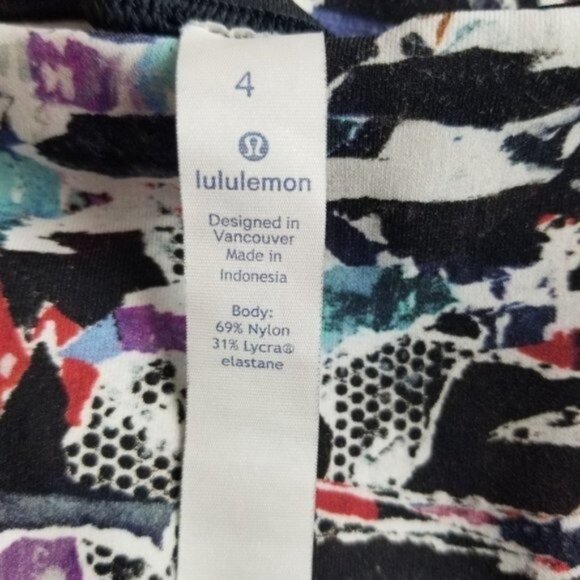 4
lululemon
Designed in
Vancouver
Made in
Indonesia
Body:
69% Nylon
31% Lycra®
elastane